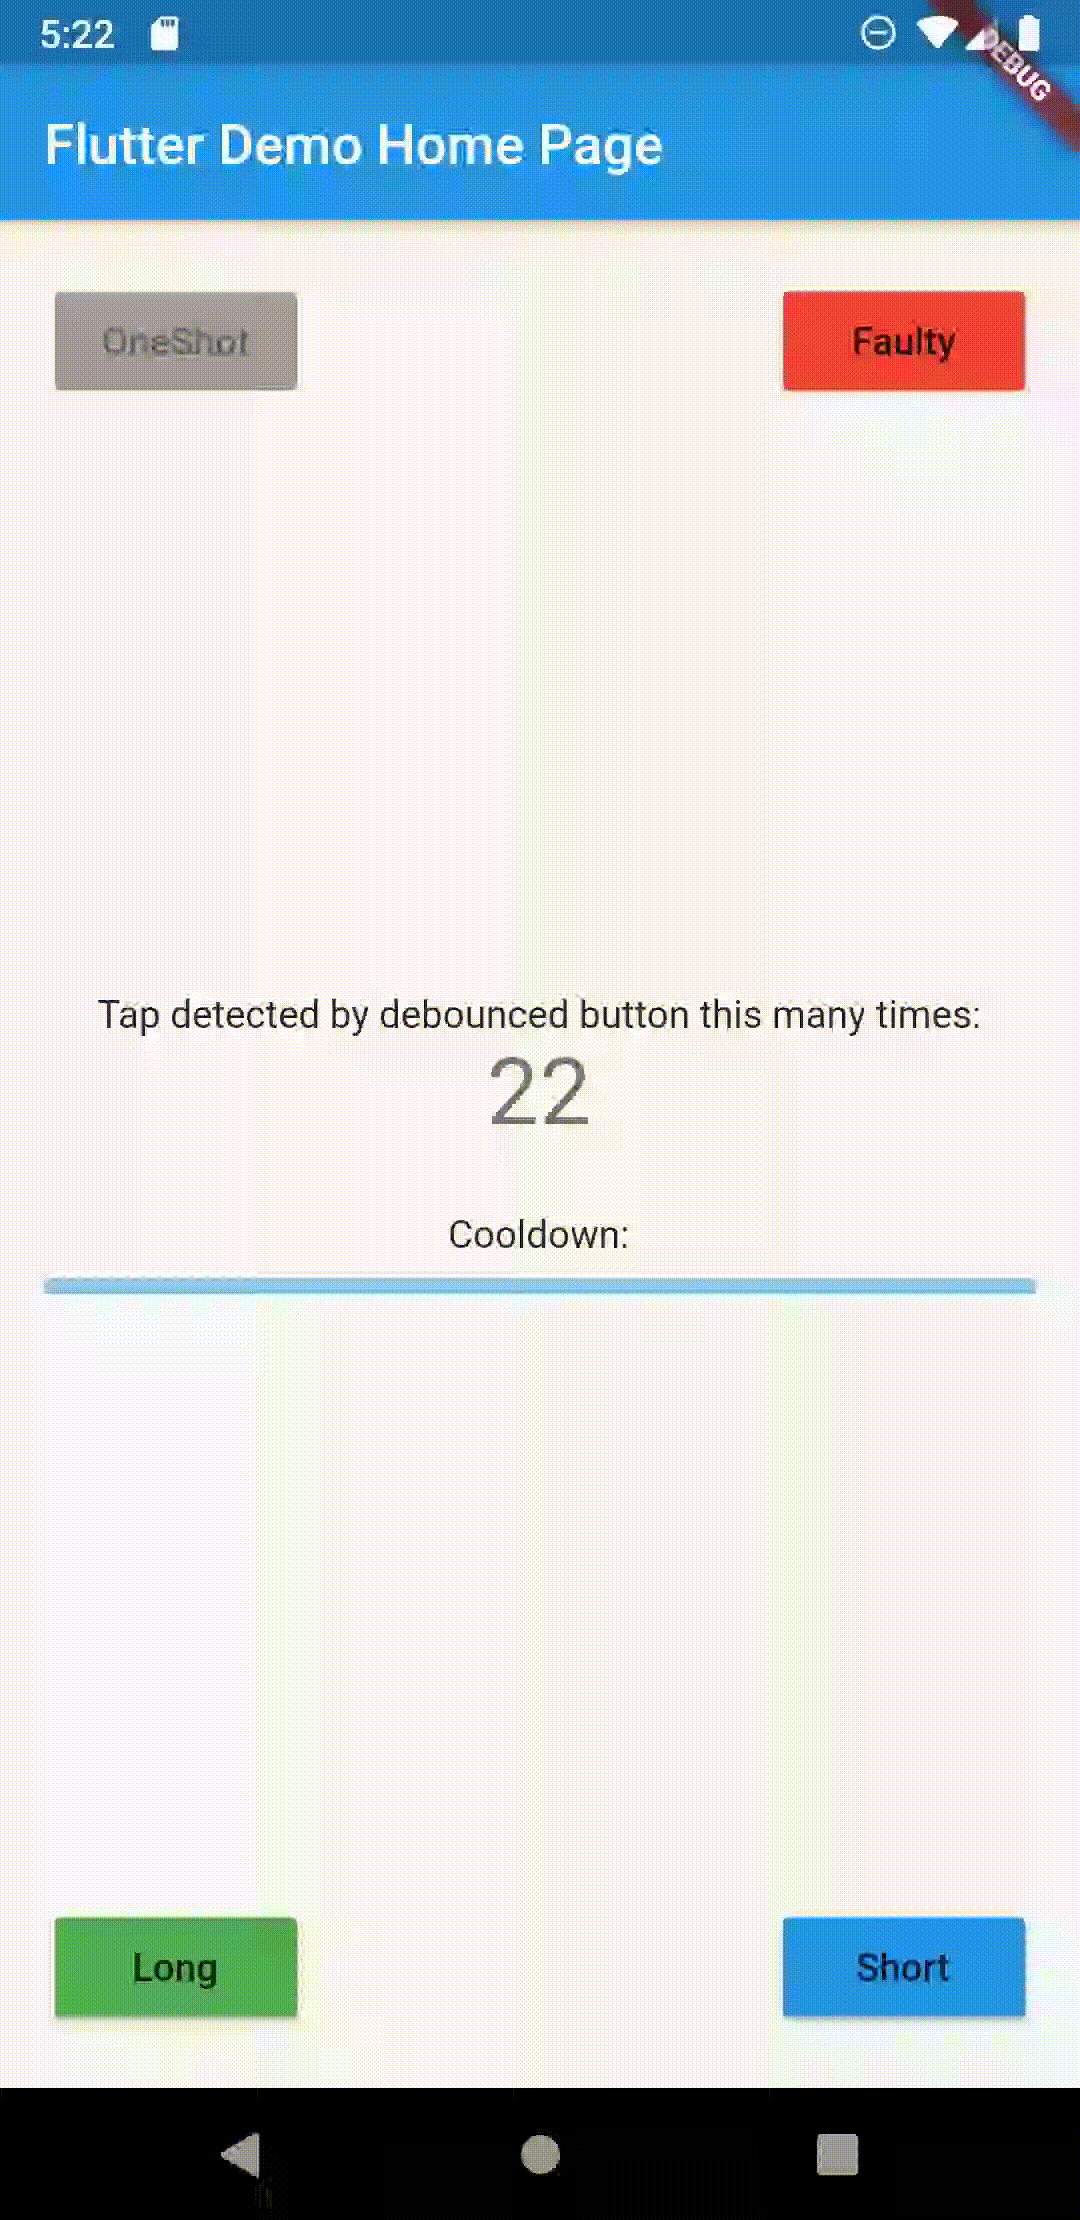 5:22
DEBUG
Flutter Demo Home Page
OneShot
Faulty
Tap detected by debounced button this many times:
22
Cooldown:
Long
Short